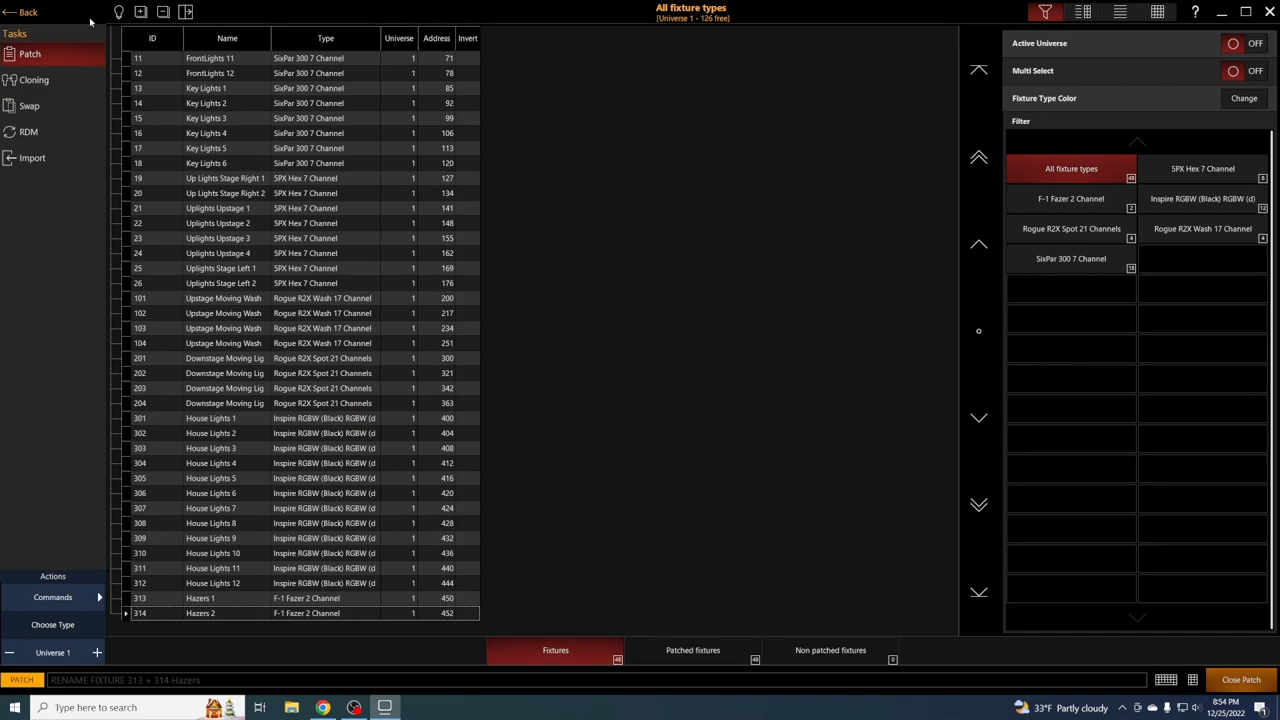 Back
All fixture types
[Universe 1 - 126 free]
?
Tasks
Patch
Cloning
Swap
RDM
Import
ID Name Type Universe Address Invert
11 FrontLights 11 SixPar 300 7 Channel 1 71
12 FrontLights 12 SixPar 300 7 Channel 1 78
13 Key Lights 1 SixPar 300 7 Channel 1 85
14 Key Lights 2 SixPar 300 7 Channel 1 92
15 Key Lights 3 SixPar 300 7 Channel 1 99
16 Key Lights 4 SixPar 300 7 Channel 1 106
17 Key Lights 5 SixPar 300 7 Channel 1 113
18 Key Lights 6 SixPar 300 7 Channel 1 120
19 Up Lights Stage Right 1 5PX Hex 7 Channel 1 127
20 Up Lights Stage Right 2 5PX Hex 7 Channel 1 134
21 Uplights Upstage 1 5PX Hex 7 Channel 1 141
22 Uplights Upstage 2 5PX Hex 7 Channel 1 148
23 Uplights Upstage 3 5PX Hex 7 Channel 1 155
24 Uplights Upstage 4 5PX Hex 7 Channel 1 162
25 Uplights Stage Left 1 5PX Hex 7 Channel 1 169
26 Uplights Stage Left 2 5PX Hex 7 Channel 1 176
101 Upstage Moving Wash Rogue R2X Wash 17 Channel 1 200
102 Upstage Moving Wash Rogue R2X Wash 17 Channel 1 217
103 Upstage Moving Wash Rogue R2X Wash 17 Channel 1 234
104 Upstage Moving Wash Rogue R2X Wash 17 Channel 1 251
201 Downstage Moving Lig Rogue R2X Spot 21 Channels 1 300
202 Downstage Moving Lig Rogue R2X Spot 21 Channels 1 321
203 Downstage Moving Lig Rogue R2X Spot 21 Channels 1 342
204 Downstage Moving Lig Rogue R2X Spot 21 Channels 1 363
301 House Lights 1 Inspire RGBW (Black) RGBW (d 1 400
302 House Lights 2 Inspire RGBW (Black) RGBW (d 1 404
303 House Lights 3 Inspire RGBW (Black) RGBW (d 1 408
304 House Lights 4 Inspire RGBW (Black) RGBW (d 1 412
305 House Lights 5 Inspire RGBW (Black) RGBW (d 1 416
306 House Lights 6 Inspire RGBW (Black) RGBW (d 1 420
307 House Lights 7 Inspire RGBW (Black) RGBW (d 1 424
308 House Lights 8 Inspire RGBW (Black) RGBW (d 1 428
309 House Lights 9 Inspire RGBW (Black) RGBW (d 1 432
310 House Lights 10 Inspire RGBW (Black) RGBW (d 1 436
311 House Lights 11 Inspire RGBW (Black) RGBW (d 1 440
312 House Lights 12 Inspire RGBW (Black) RGBW (d 1 444
313 Hazers 1 F-1 Fazer 2 Channel 1 450
314 Hazers 2 F-1 Fazer 2 Channel 1 452
Active Universe OFF
Multi Select OFF
Fixture Type Color Change
Filter
All fixture types 48 5PX Hex 7 Channel 8
F-1 Fazer 2 Channel 2 Inspire RGBW (Black) RGBW (d) 12
Rogue R2X Spot 21 Channels 4 Rogue R2X Wash 17 Channel 4
SixPar 300 7 Channel 18
Actions
Commands
Choose Type
Universe 1
Fixtures 48 Patched fixtures 48 Non patched fixtures 0
PATCH RENAME FIXTURE 313 + 314 Hazers Close Patch
Type here to search
33°F Partly cloudy
8:54 PM
12/25/2022
1